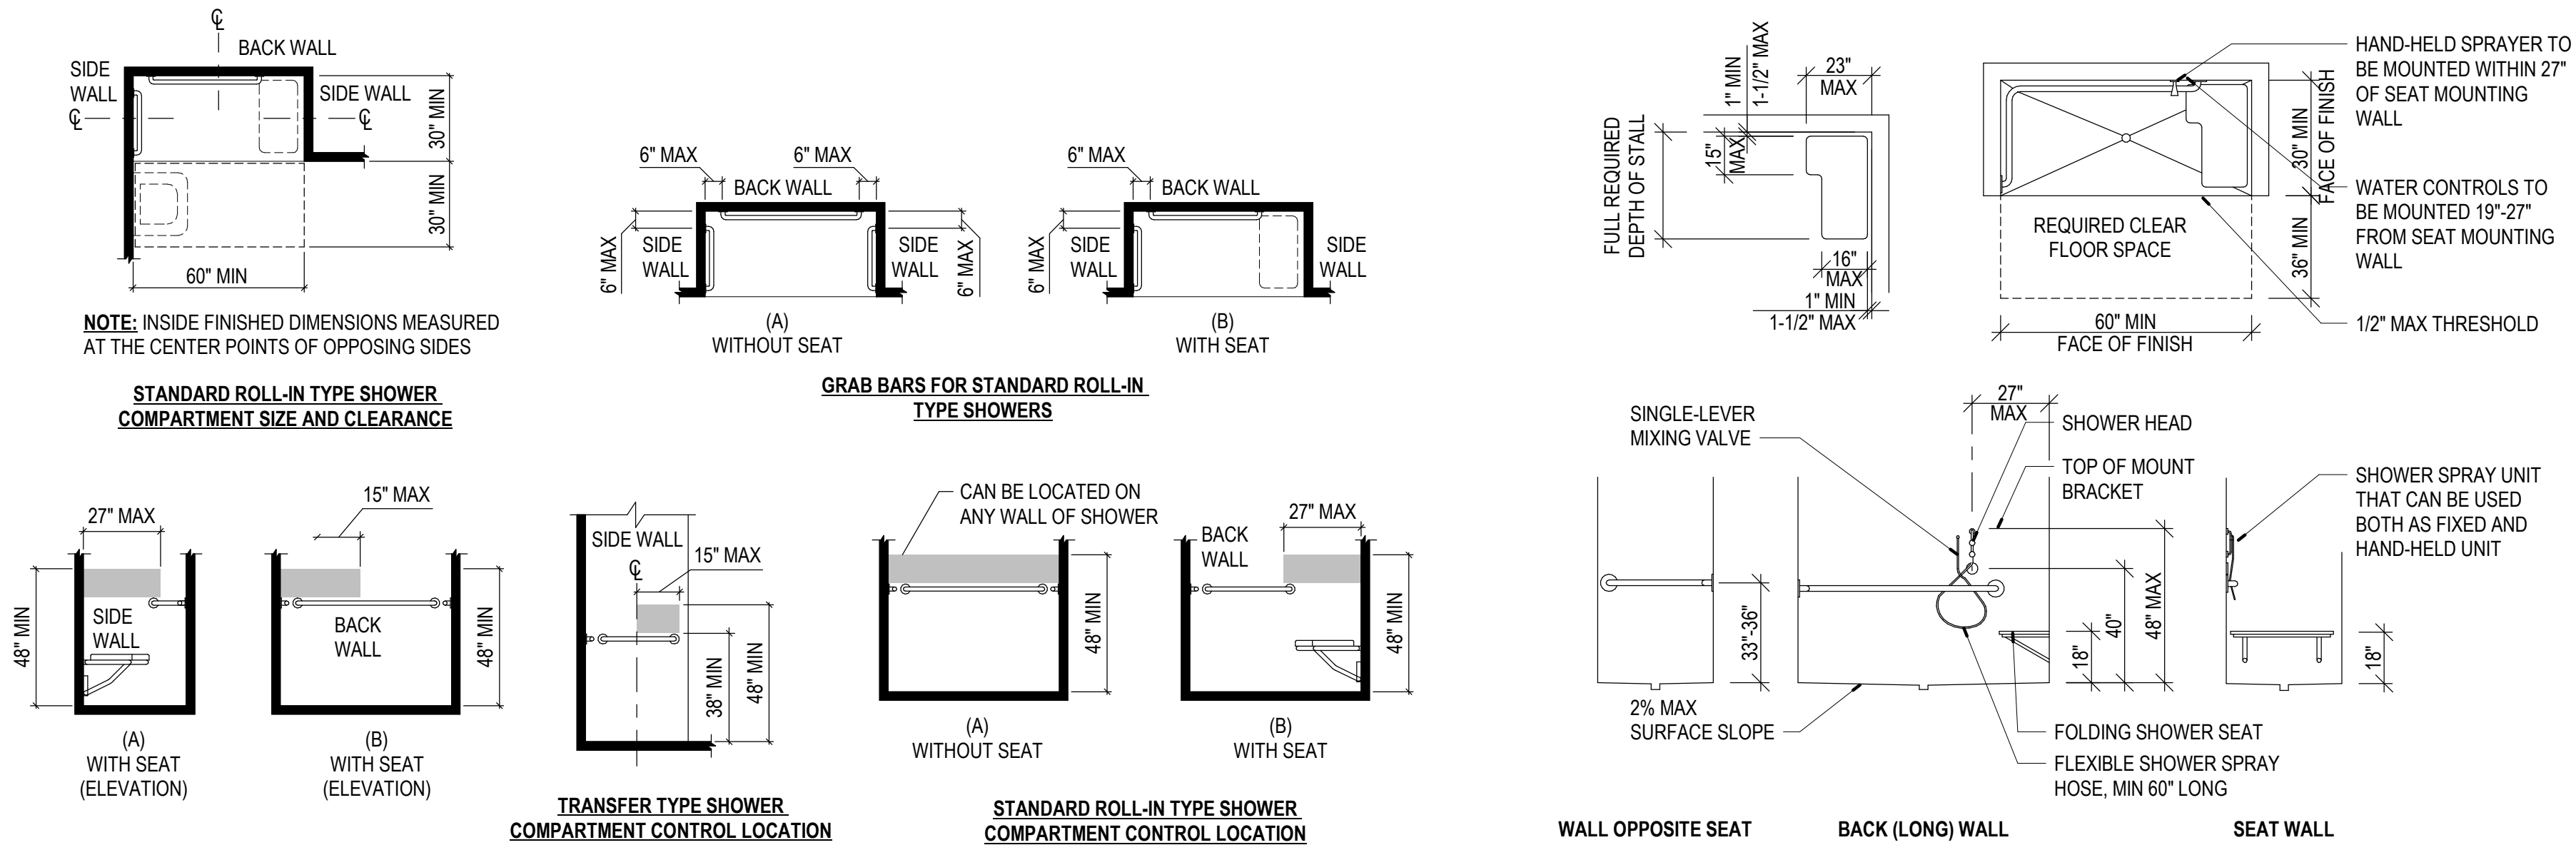 ℄
BACK WALL
SIDE
WALL
℄
SIDE WALL
℄
30" MIN
30" MIN
60" MIN
NOTE: INSIDE FINISHED DIMENSIONS MEASURED
AT THE CENTER POINTS OF OPPOSING SIDES
STANDARD ROLL-IN TYPE SHOWER
COMPARTMENT SIZE AND CLEARANCE
6" MAX
6" MAX
BACK WALL
6" MAX
SIDE
WALL
SIDE
WALL
6" MAX
(A)
WITHOUT SEAT
6" MAX
BACK WALL
6" MAX
SIDE
WALL
SIDE
WALL
(B)
WITH SEAT
GRAB BARS FOR STANDARD ROLL-IN
TYPE SHOWERS
1" MIN
1-1/2" MAX
23"
MAX
FULL REQUIRED
DEPTH OF STALL
15"
MAX
16"
MAX
1" MIN
1-1/2" MAX
HAND-HELD SPRAYER TO
BE MOUNTED WITHIN 27"
OF SEAT MOUNTING
WALL
30" MIN
FACE OF FINISH
WATER CONTROLS TO
BE MOUNTED 19"-27"
FROM SEAT MOUNTING
WALL
REQUIRED CLEAR
FLOOR SPACE
36" MIN
60" MIN
FACE OF FINISH
1/2" MAX THRESHOLD
27" MAX
48" MIN
SIDE
WALL
(A)
WITH SEAT
(ELEVATION)
15" MAX
BACK
WALL
48" MIN
(B)
WITH SEAT
(ELEVATION)
SIDE WALL
℄
15" MAX
38" MIN
48" MIN
TRANSFER TYPE SHOWER
COMPARTMENT CONTROL LOCATION
CAN BE LOCATED ON
ANY WALL OF SHOWER
48" MIN
(A)
WITHOUT SEAT
BACK
WALL
27" MAX
48" MIN
(B)
WITH SEAT
STANDARD ROLL-IN TYPE SHOWER
COMPARTMENT CONTROL LOCATION
SINGLE-LEVER
MIXING VALVE
27"
MAX
SHOWER HEAD
TOP OF MOUNT
BRACKET
SHOWER SPRAY UNIT
THAT CAN BE USED
BOTH AS FIXED AND
HAND-HELD UNIT
33"-36"
18"
40"
48" MAX
18"
2% MAX
SURFACE SLOPE
FOLDING SHOWER SEAT
FLEXIBLE SHOWER SPRAY
HOSE, MIN 60" LONG
WALL OPPOSITE SEAT
BACK (LONG) WALL
SEAT WALL